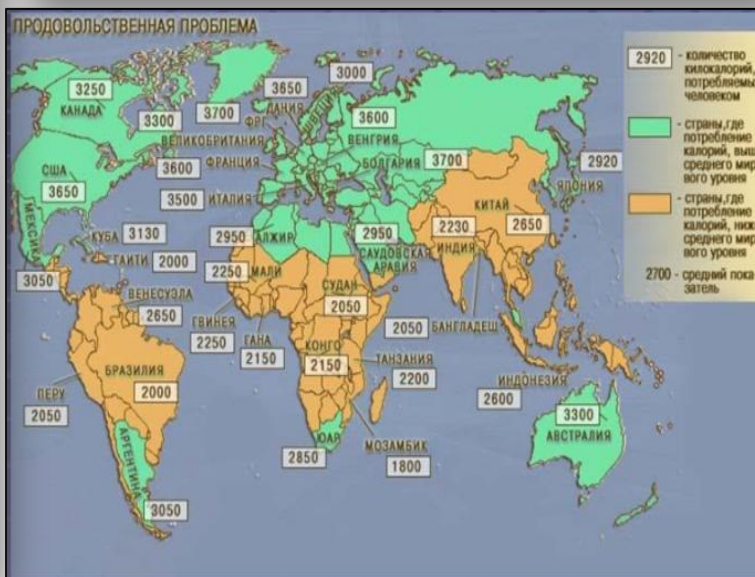 ПРОДОВОЛЬСТВЕННАЯ ПРОБЛЕМА
3250
КАНАДА
3300
3700
3650
ДАНИЯ
ФРГ
3000
ШВЕЦИЯ
3600
ВЕЛИКОБРИТАНИЯ
3600
ФРАНЦИЯ
ВЕНГРИЯ
БОЛГАРИЯ
3700
2920
ЯПОНИЯ
США
3650
3500
ИТАЛИЯ
МЕКСИКА
3050
КУБА
3130
ГАИТИ
2000
2950
АЛЖИР
2950
САУДОВСКАЯ
АРАВИЯ
2230
ИНДИЯ
КИТАЙ
2650
2250
МАЛИ
СУДАН
2050
ВЕНЕСУЭЛА
2650
ГВИНЕЯ
2250
ГАНА
2150
КОНГО
2150
2050
БАНГЛАДЕШ
ТАНЗАНИЯ
2200
ИНДОНЕЗИЯ
2600
БРАЗИЛИЯ
2000
ПЕРУ
2050
АРГЕНТИНА
3050
ЮАР
2850
МОЗАМБИК
1800
3300
АВСТРАЛИЯ
2920 - количество
килокалорий,
потребляемы
человеком
- страны, где
потребление
калорий, выш
среднего мир
вого уровня
- страны, где
потребление
калорий, ниж
среднего мир
вого уровня
2700 - средний пока
затель